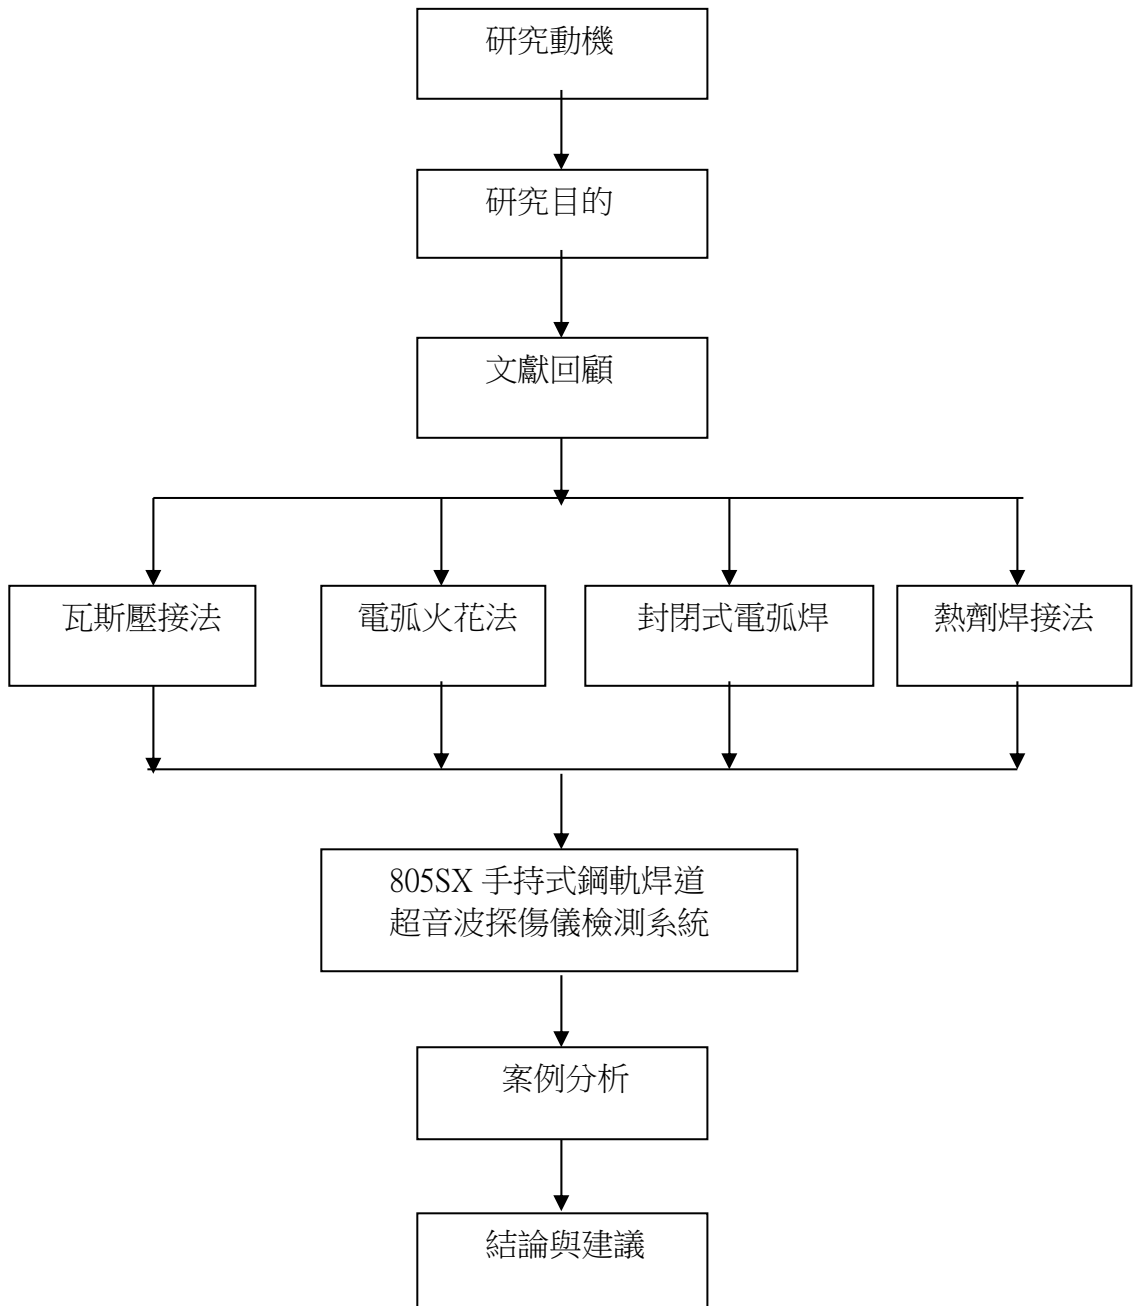 研究動機
研究目的
文獻回顧
瓦斯壓接法
電弧火花法
封閉式電弧焊
熱劑焊接法
805SX 手持式鋼軌焊道
超音波探傷儀檢測系統
案例分析
結論與建議